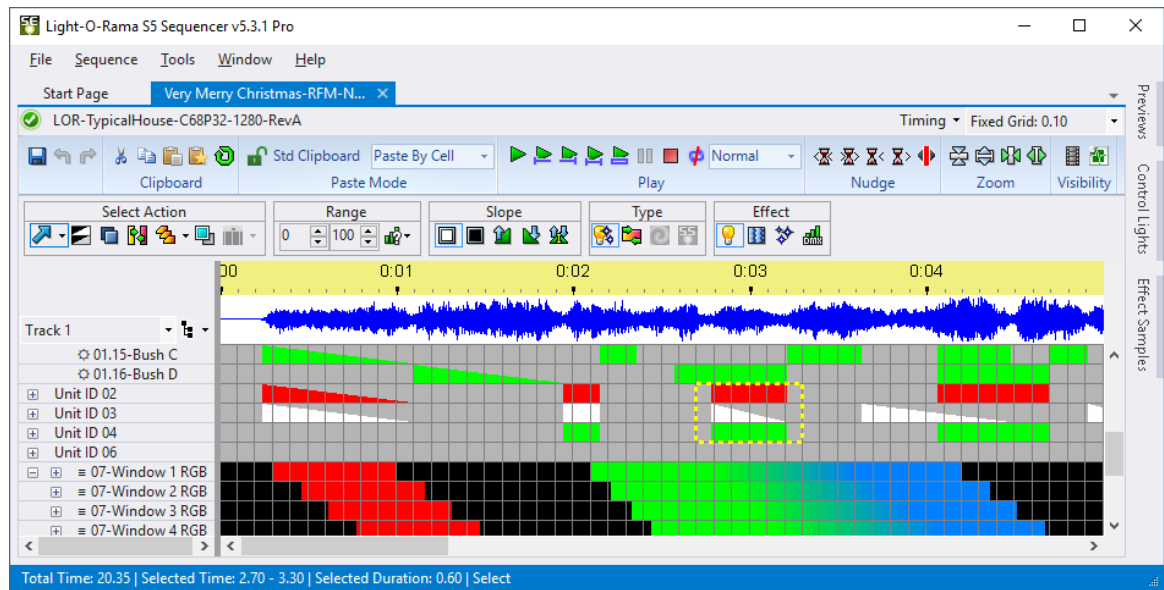 Light-O-Rama S5 Sequencer v5.3.1 Pro
File Sequence Tools Window Help
Start Page Very Merry Christmas-RFM-N...
LOR-TypicalHouse-C68P32-1280-RevA Timing Fixed Grid: 0.10
Std Clipboard Paste By Cell Normal
Clipboard Paste Mode Play Nudge Zoom Visibility
Select Action Range Slope Type Effect
0 100
00 0:01 0:02 0:03 0:04
Track 1
01.15-Bush C
01.16-Bush D
Unit ID 02
Unit ID 03
Unit ID 04
Unit ID 06
07-Window 1 RGB
07-Window 2 RGB
07-Window 3 RGB
07-Window 4 RGB
Previews
Control Lights
Effect Samples
Total Time: 20.35 | Selected Time: 2.70 - 3.30 | Selected Duration: 0.60 | Select